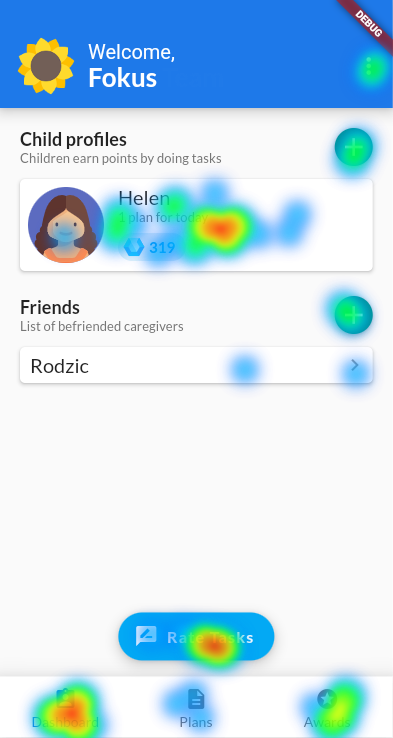 DEBUG
Welcome,
Fokus
Child profiles
Children earn points by doing tasks
Helen
1 plan for today
319
Friends
List of befriended caregivers
Rodzic
Rate Tasks
Dashboard
Plans
Awards